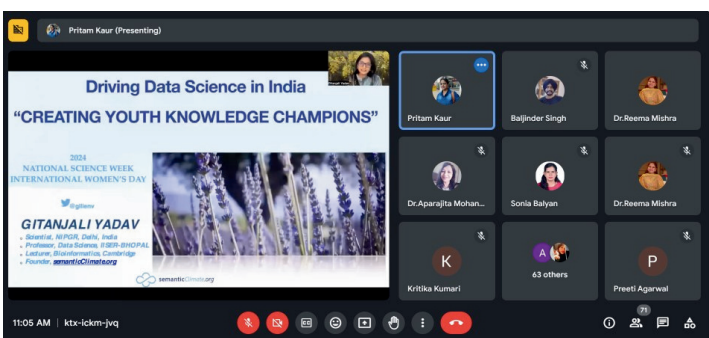 Pritam Kaur (Presenting)
Driving Data Science in India
“CREATING YOUTH KNOWLEDGE CHAMPIONS”
2024
NATIONAL SCIENCE WEEK
INTERNATIONAL WOMEN'S DAY
GITANJALI YADAV
Scientist, NIPGR, Delhi, India
Professor, Data Science, IISER-BHOPAL
Lecturer, Bioinformatics, Cambridge
Founder, semanticClimate.org
semanticClimate.org
Pritam Kaur
Baljinder Singh
Dr.Reema Mishra
Dr.Aparajita Mohan...
Sonia Balyan
Dr.Reema Mishra
K
Kritika Kumari
A
63 others
P
Preeti Agarwal
11:05 AM | ktx-ickm-jvq
CC
71